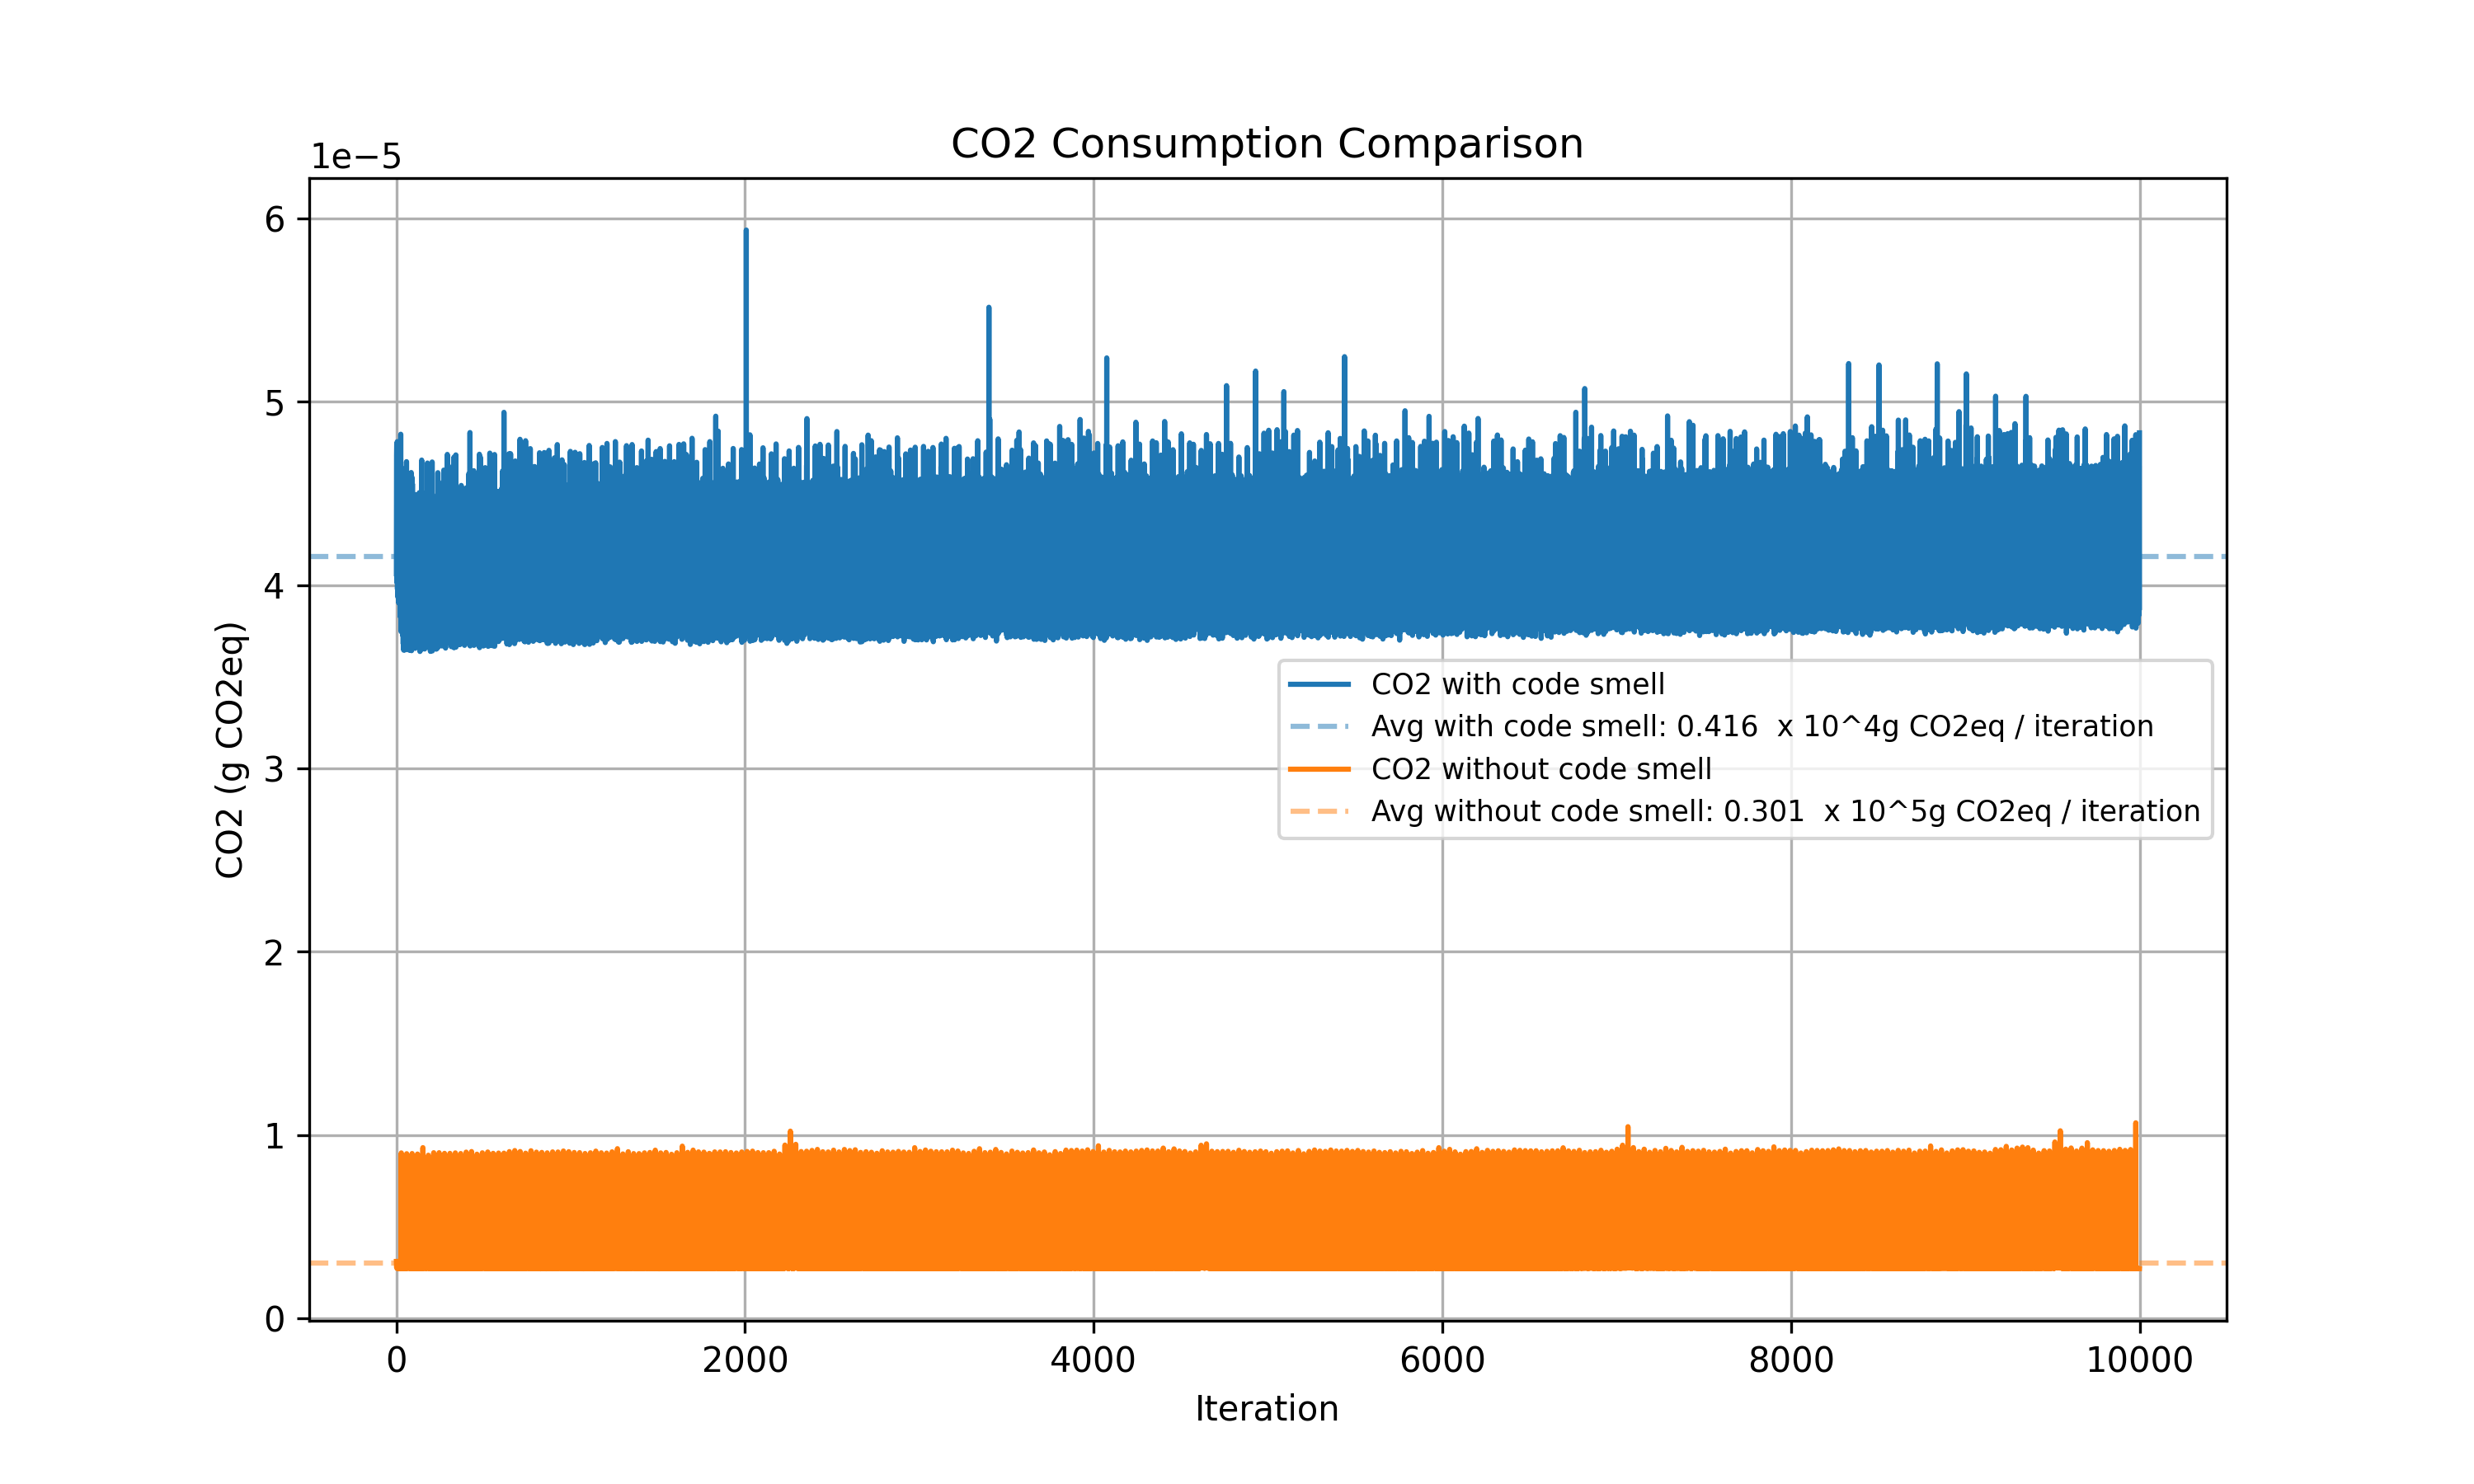 CO2 Consumption Comparison
1e−5
6
5
4
3
2
1
0
CO2 (g CO2eq)
CO2 with code smell
Avg with code smell: 0.416  x 10^4g CO2eq / iteration
CO2 without code smell
Avg without code smell: 0.301  x 10^5g CO2eq / iteration
0 2000 4000 6000 8000 10000
Iteration